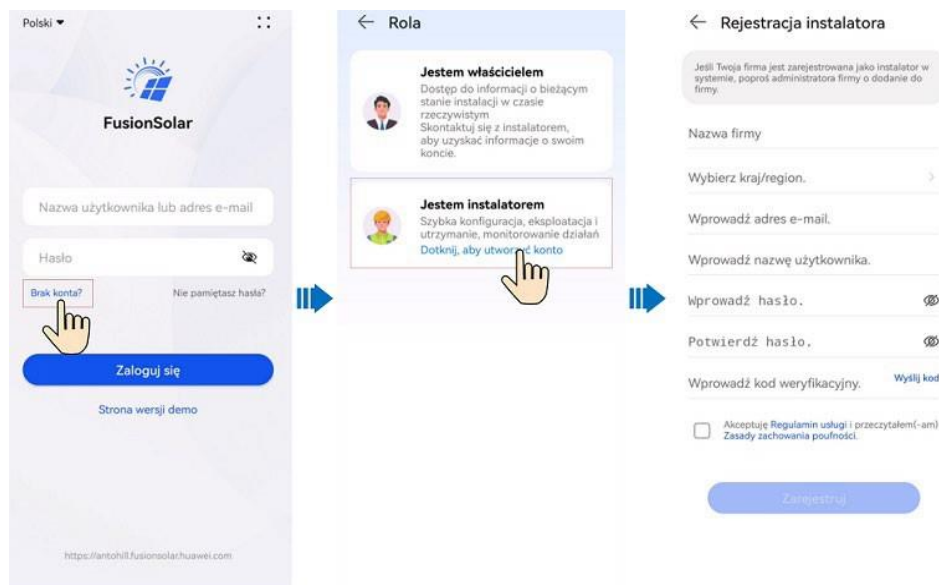 Polski
FusionSolar
Nazwa użytkownika lub adres e-mail
Hasło
Brak konta?
Nie pamiętasz hasła?
Zaloguj się
Strona wersji demo
https://antohill.fusionsolar.huawei.com
Rola
Jestem właścicielem
Dostęp do informacji o bieżącym
stanie instalacji w czasie
rzeczywistym
Skontaktuj się z instalatorem,
aby uzyskać informacje o swoim
koncie.
Jestem instalatorem
Szybka konfiguracja, eksploatacja i
utrzymanie, monitorowanie działań
Dotknij, aby utworzyć konto
Rejestracja instalatora
Jeśli Twoja firma jest zarejestrowana jako instalator w
systemie, poproś administratora firmy o dodanie do
firmy.
Nazwa firmy
Wybierz kraj/region.
Wprowadź adres e-mail.
Wprowadź nazwę użytkownika.
Wprowadź hasło.
Potwierdź hasło.
Wprowadź kod weryfikacyjny.
Wyślij kod
Akceptuję Regulamin usługi i przeczytałem(-am)
Zasady zachowania poufności.
Zarejestruj